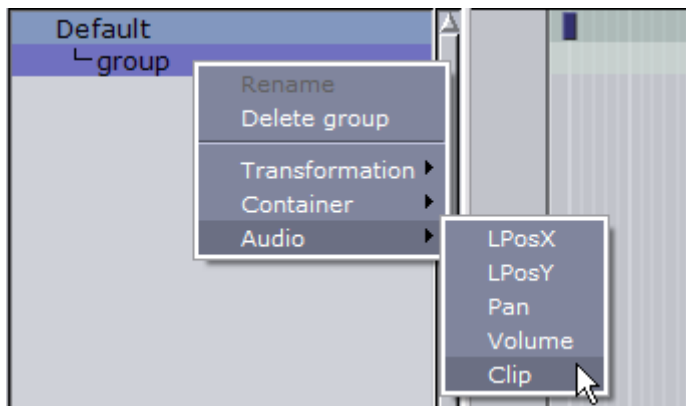 Default
group
Rename
Delete group
Transformation
Container
Audio
LPosX
LPosY
Pan
Volume
Clip